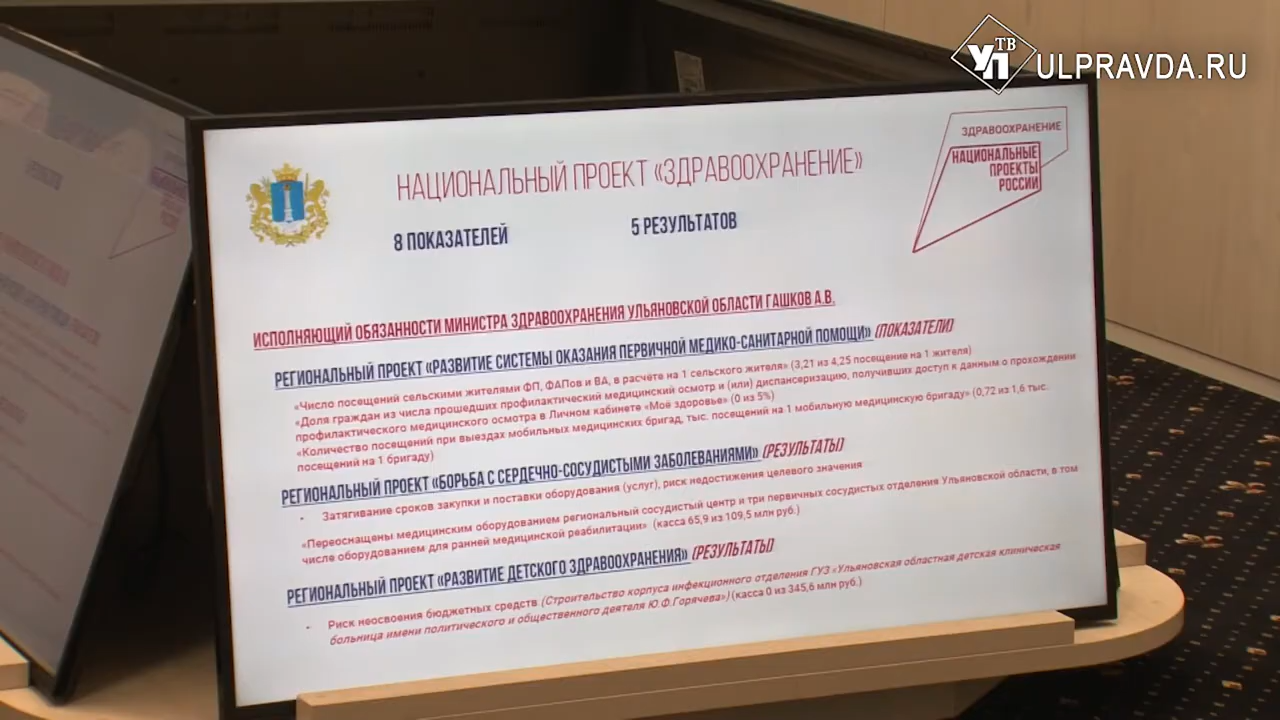 УП ТВ ULPRAVDA.RU
ЗДРАВООХРАНЕНИЕ
НАЦИОНАЛЬНЫЕ
ПРОЕКТЫ
РОССИИ
НАЦИОНАЛЬНЫЙ ПРОЕКТ «ЗДРАВООХРАНЕНИЕ»
8 ПОКАЗАТЕЛЕЙ 5 РЕЗУЛЬТАТОВ
ИСПОЛНЯЮЩИЙ ОБЯЗАННОСТИ МИНИСТРА ЗДРАВООХРАНЕНИЯ УЛЬЯНОВСКОЙ ОБЛАСТИ ГАШКОВ А.В.
РЕГИОНАЛЬНЫЙ ПРОЕКТ «РАЗВИТИЕ СИСТЕМЫ ОКАЗАНИЯ ПЕРВИЧНОЙ МЕДИКО-САНИТАРНОЙ ПОМОЩИ» (ПОКАЗАТЕЛИ)
«Число посещений сельскими жителями ФП, ФАПов и ВА, в расчёте на 1 сельского жителя» (3,21 из 4,25 посещение на 1 жителя)
«Доля граждан из числа прошедших профилактический медицинский осмотр и (или) диспансеризацию, получивших доступ к данным о прохождении
профилактического медицинского осмотра в Личном кабинете «Моё здоровье» (0 из 5%)
«Количество посещений при выездах мобильных медицинских бригад, тыс. посещений на 1 мобильную медицинскую бригаду» (0,72 из 1,6 тыс.
посещений на 1 бригаду)
РЕГИОНАЛЬНЫЙ ПРОЕКТ «БОРЬБА С СЕРДЕЧНО-СОСУДИСТЫМИ ЗАБОЛЕВАНИЯМИ» (РЕЗУЛЬТАТЫ)
• Затягивание сроков закупки и поставки оборудования (услуг), риск недостижения целевого значения
«Переоснащены медицинским оборудованием региональный сосудистый центр и три первичных сосудистых отделения Ульяновской области, в том
числе оборудованием для ранней медицинской реабилитации» (касса 65,9 из 109,5 млн руб.)
РЕГИОНАЛЬНЫЙ ПРОЕКТ «РАЗВИТИЕ ДЕТСКОГО ЗДРАВООХРАНЕНИЯ» (РЕЗУЛЬТАТЫ)
• Риск неосвоения бюджетных средств (Строительство корпуса инфекционного отделения ГУЗ «Ульяновская областная детская клиническая
больница имени политического и общественного деятеля Ю.Ф.Горячева») (касса 0 из 345,6 млн руб.)